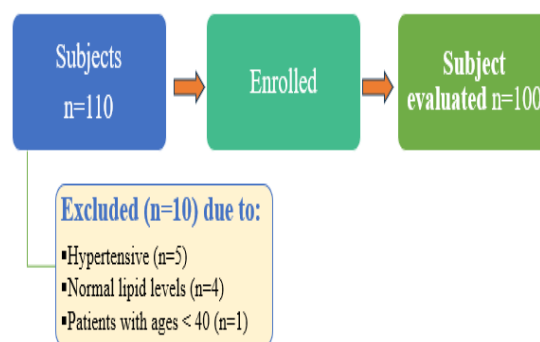 Subjects
n=110
Enrolled
Subject
evaluated n=100
Excluded (n=10) due to:
▪Hypertensive (n=5)
▪Normal lipid levels (n=4)
▪Patients with ages < 40 (n=1)